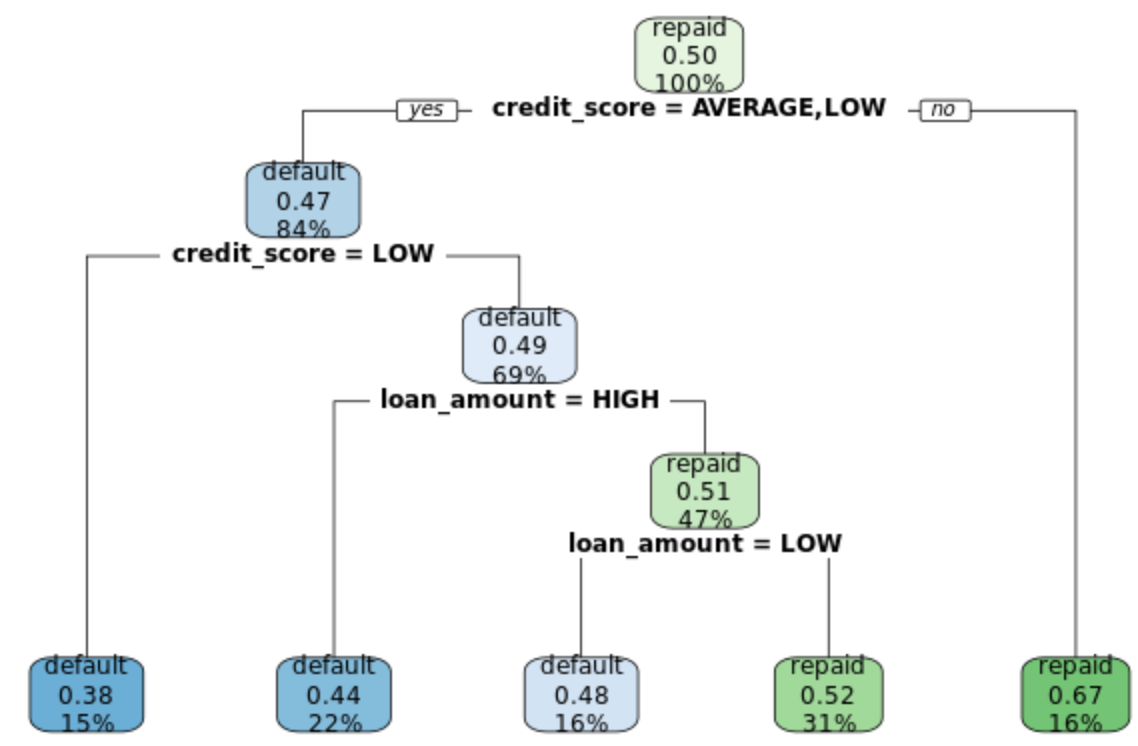 repaid
0.50
100%
yes
credit_score = AVERAGE,LOW
no
default
0.47
84%
credit_score = LOW
default
0.49
69%
loan_amount = HIGH
repaid
0.51
47%
loan_amount = LOW
default
0.38
15%
default
0.44
22%
default
0.48
16%
repaid
0.52
31%
repaid
0.67
16%